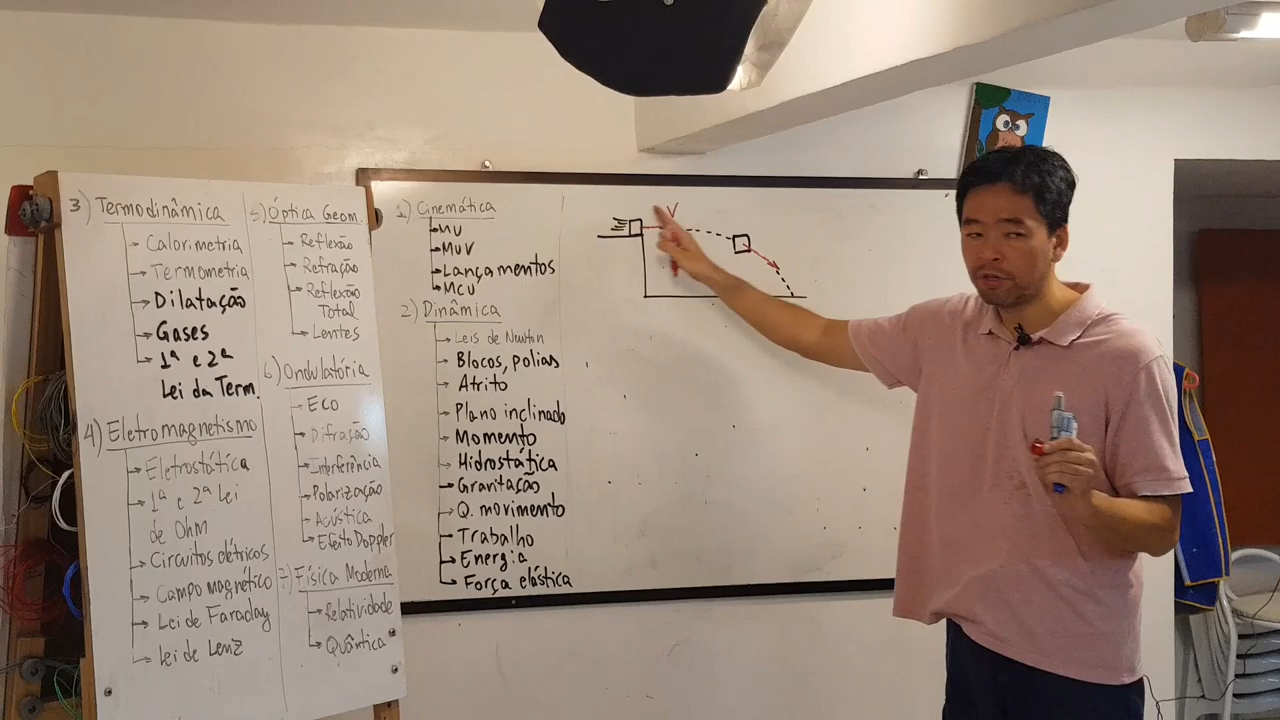 3) Termodinâmica
Calorimetria
Termometria
Dilatação
Gases
1ª e 2ª
Lei da Term.
4) Eletromagnetismo
Eletrostática
1ª e 2ª Lei
de Ohm
Circuitos elétricos
Campo magnético
Lei de Faraday
Lei de Lenz
5) Óptica Geom.
Reflexão
Refração
Reflexão
Total
Lentes
6) Ondulatória
Eco
Difração
Interferência
Polarização
Acústica
Efeito Doppler
7) Física Moderna
Relatividade
Quântica
1) Cinemática
MU
MUV
Lançamentos
MCU
2) Dinâmica
Leis de Newton
Blocos, polias
Atrito
Plano inclinado
Momento
Hidrostática
Gravitação
Q. movimento
Trabalho
Energia
Força elástica
V